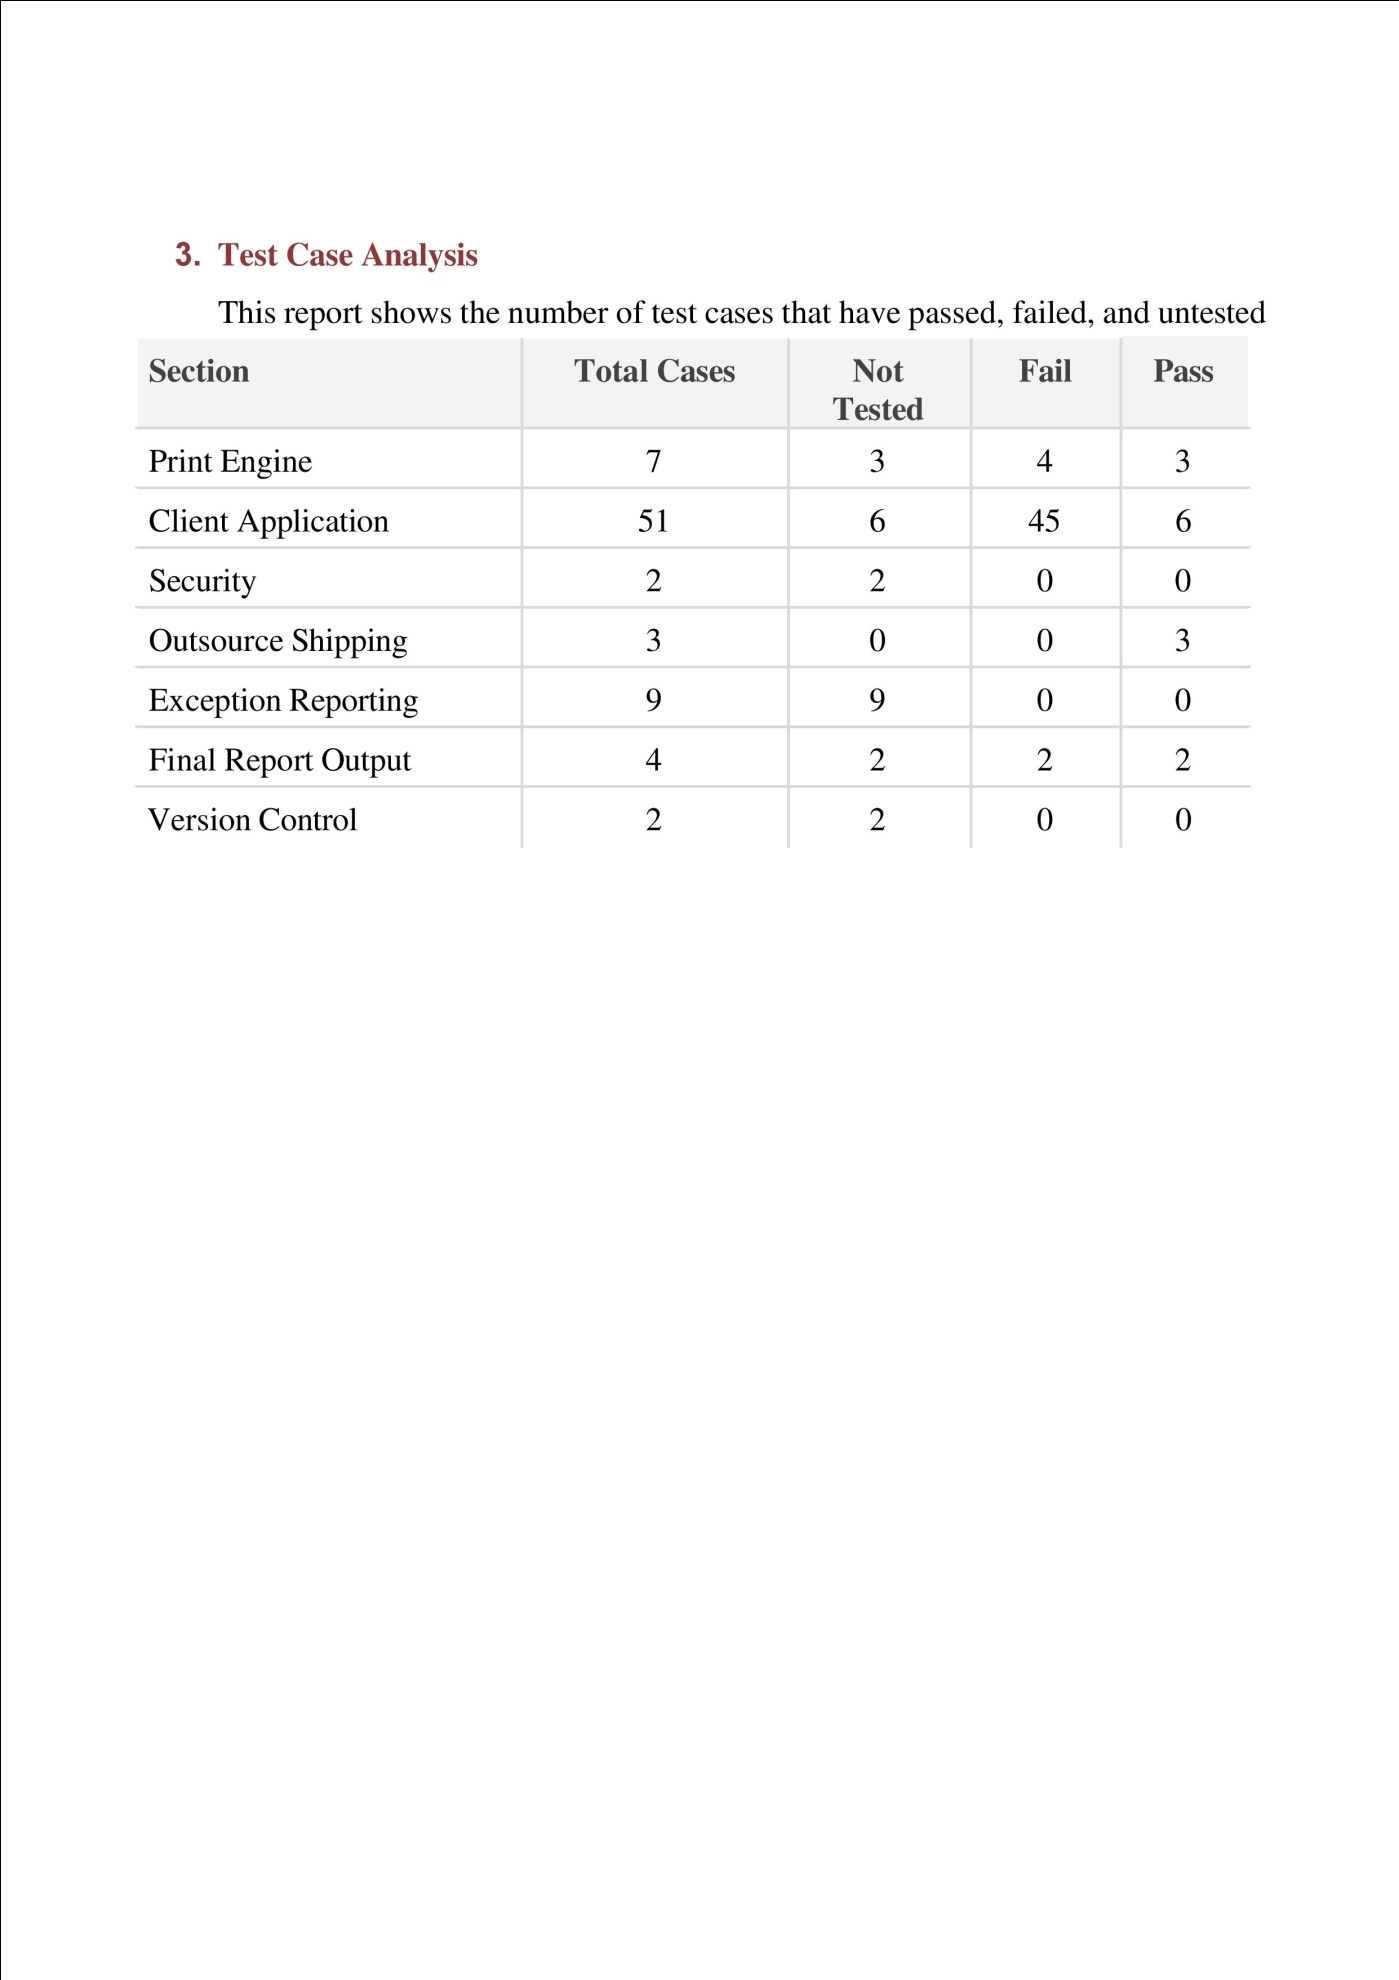 3. Test Case Analysis
This report shows the number of test cases that have passed, failed, and untested
Section Total Cases Not Tested Fail Pass
Print Engine 7 3 4 3
Client Application 51 6 45 6
Security 2 2 0 0
Outsource Shipping 3 0 0 3
Exception Reporting 9 9 0 0
Final Report Output 4 2 2 2
Version Control 2 2 0 0